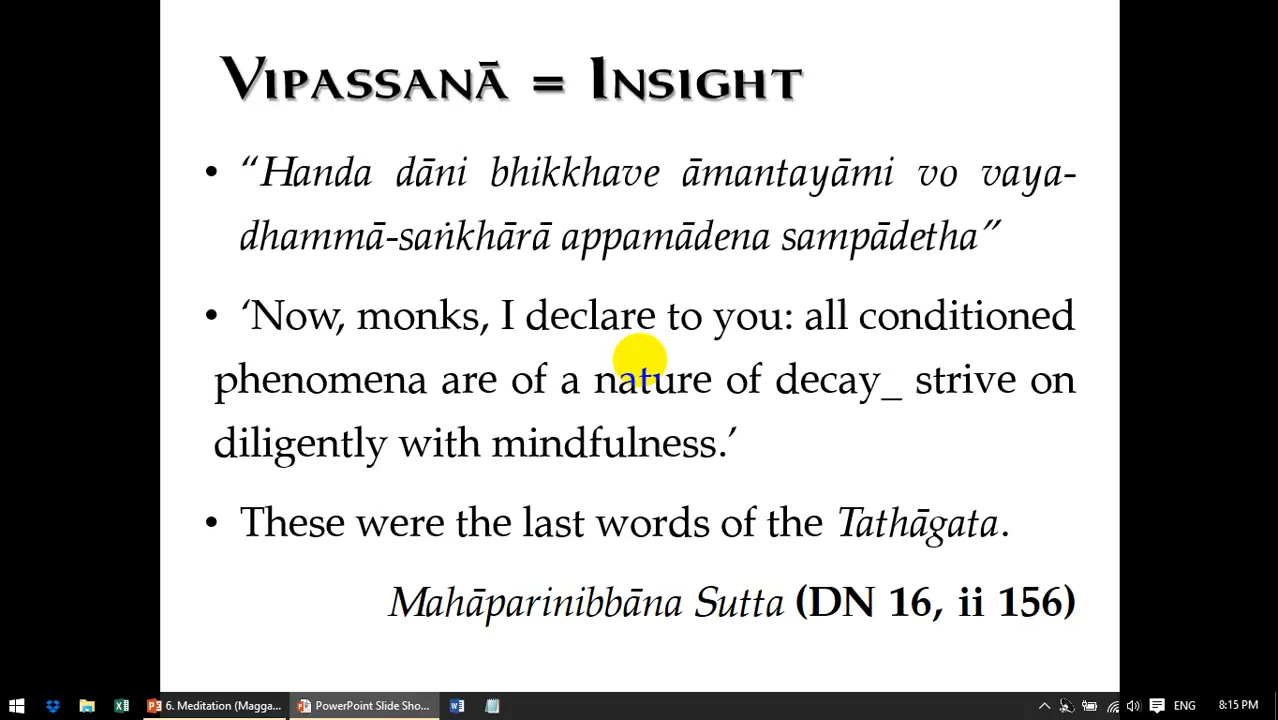 Vipassanā = Insight
• “Handa dāni bhikkhave āmantayāmi vo vaya-
dhammā-saṅkhārā appamādena sampādetha”
• ‘Now, monks, I declare to you: all conditioned
phenomena are of a nature of decay_ strive on
diligently with mindfulness.’
• These were the last words of the Tathāgata.
Mahāparinibbāna Sutta (DN 16, ii 156)
6. Meditation (Magga... PowerPoint Slide Sho... ENG 8:15 PM